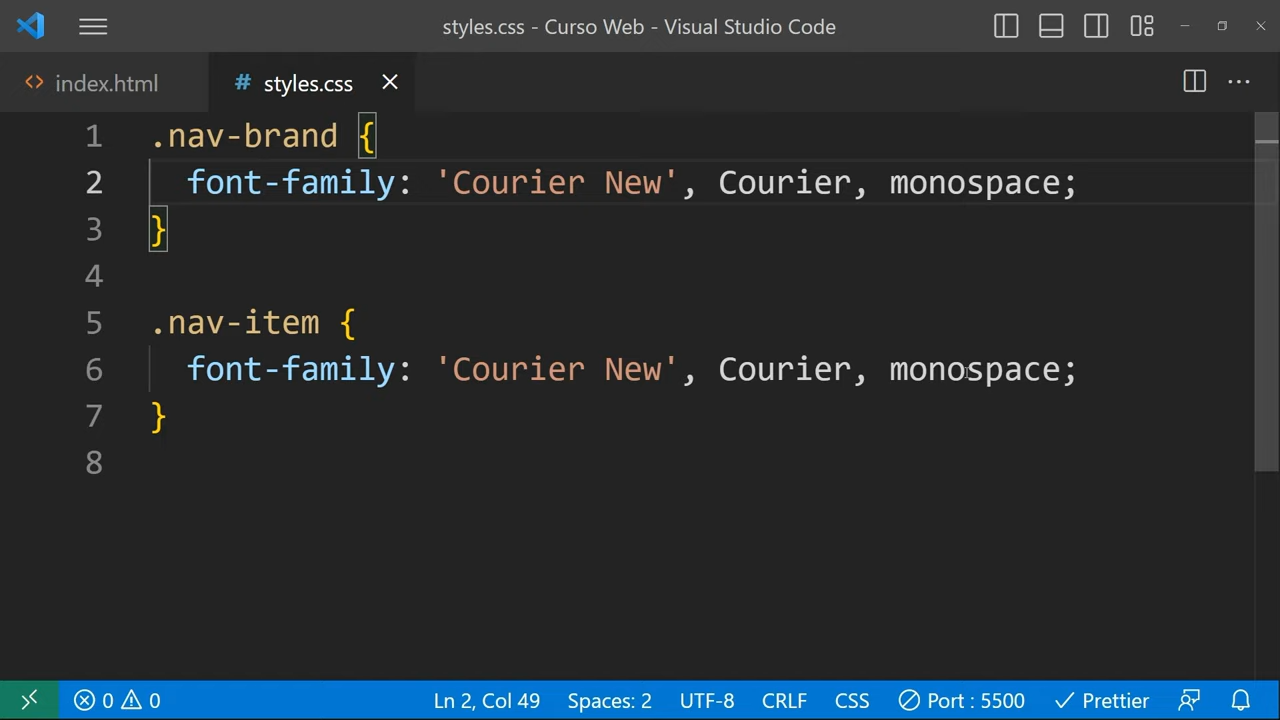 styles.css - Curso Web - Visual Studio Code
<> index.html # styles.css ×
1 .nav-brand {
2 font-family: 'Courier New', Courier, monospace;
3 }
4
5 .nav-item {
6 font-family: 'Courier New', Courier, monospace;
7 }
8
0 0 Ln 2, Col 49 Spaces: 2 UTF-8 CRLF CSS Port : 5500 Prettier